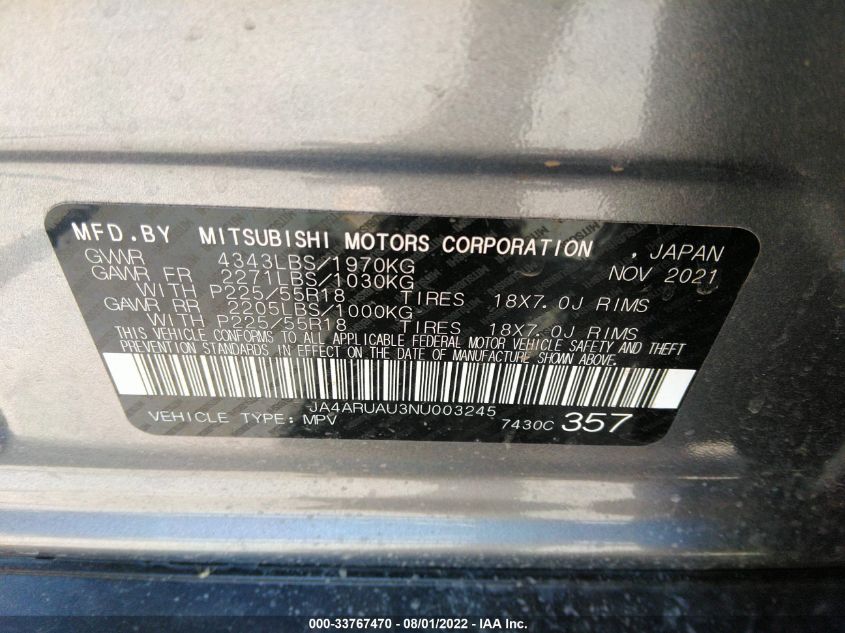 MFD.BY MITSUBISHI MOTORS CORPORATION , JAPAN
GVWR 4343LBS/1970KG NOV 2021
GAWR FR 2271LBS/1030KG
WITH P225/55R18 TIRES 18X7.0J RIMS
GAWR RR 2205LBS/1000KG
WITH P225/55R18 TIRES 18X7.0J RIMS
THIS VEHICLE CONFORMS TO ALL APPLICABLE FEDERAL MOTOR VEHICLE SAFETY AND THEFT
PREVENTION STANDARDS IN EFFECT ON THE DATE OF MANUFACTURE SHOWN ABOVE.
JA4ARUAU3NU003245
VEHICLE TYPE: MPV 7430C 357
000-33767470 - 08/01/2022 - IAA Inc.